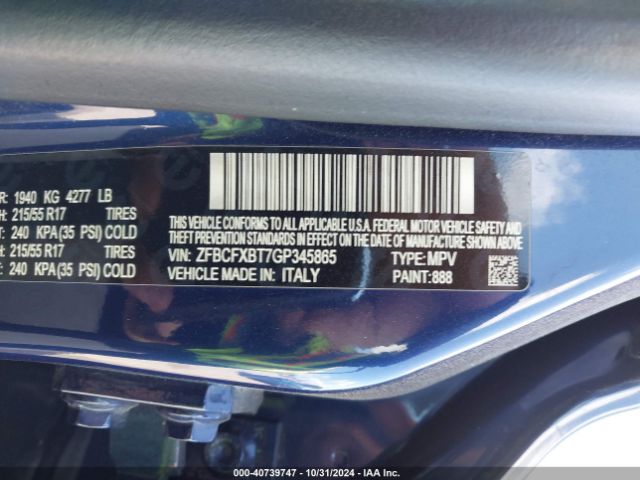 R: 1940 KG 4277 LB
H 215/55 R17 TIRES
T: 240 KPA(35 PSI) COLD
215/55 R17 TIRES
240 KPA(35 PSI) COLD
THIS VEHICLE CONFORMS TO ALL APPLICABLE U.S.A. FEDERAL MOTOR VEHICLE SAFETY AND
THEFT PREVENTION STANDARDS IN EFFECT ON THE DATE OF MANUFACTURE SHOWN ABOVE.
VIN: ZFBCFXBT7GP345865 TYPE: MPV
VEHICLE MADE IN ITALY PAINT:888
000-40739747 - 10/31/2024 - IAA Inc.